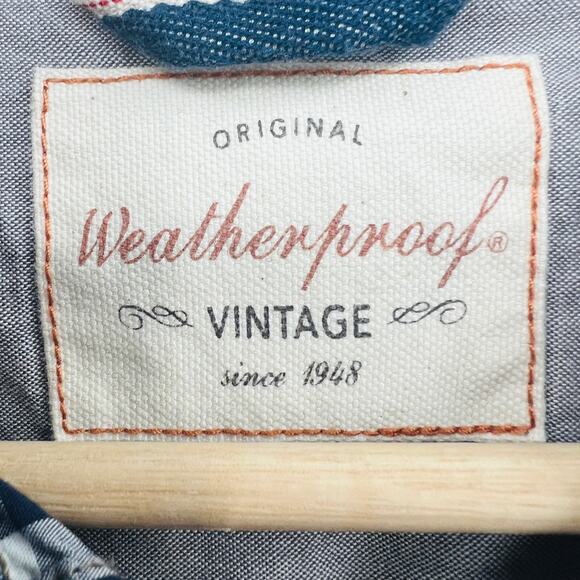 ORIGINAL
Weatherproof®
VINTAGE
since 1948